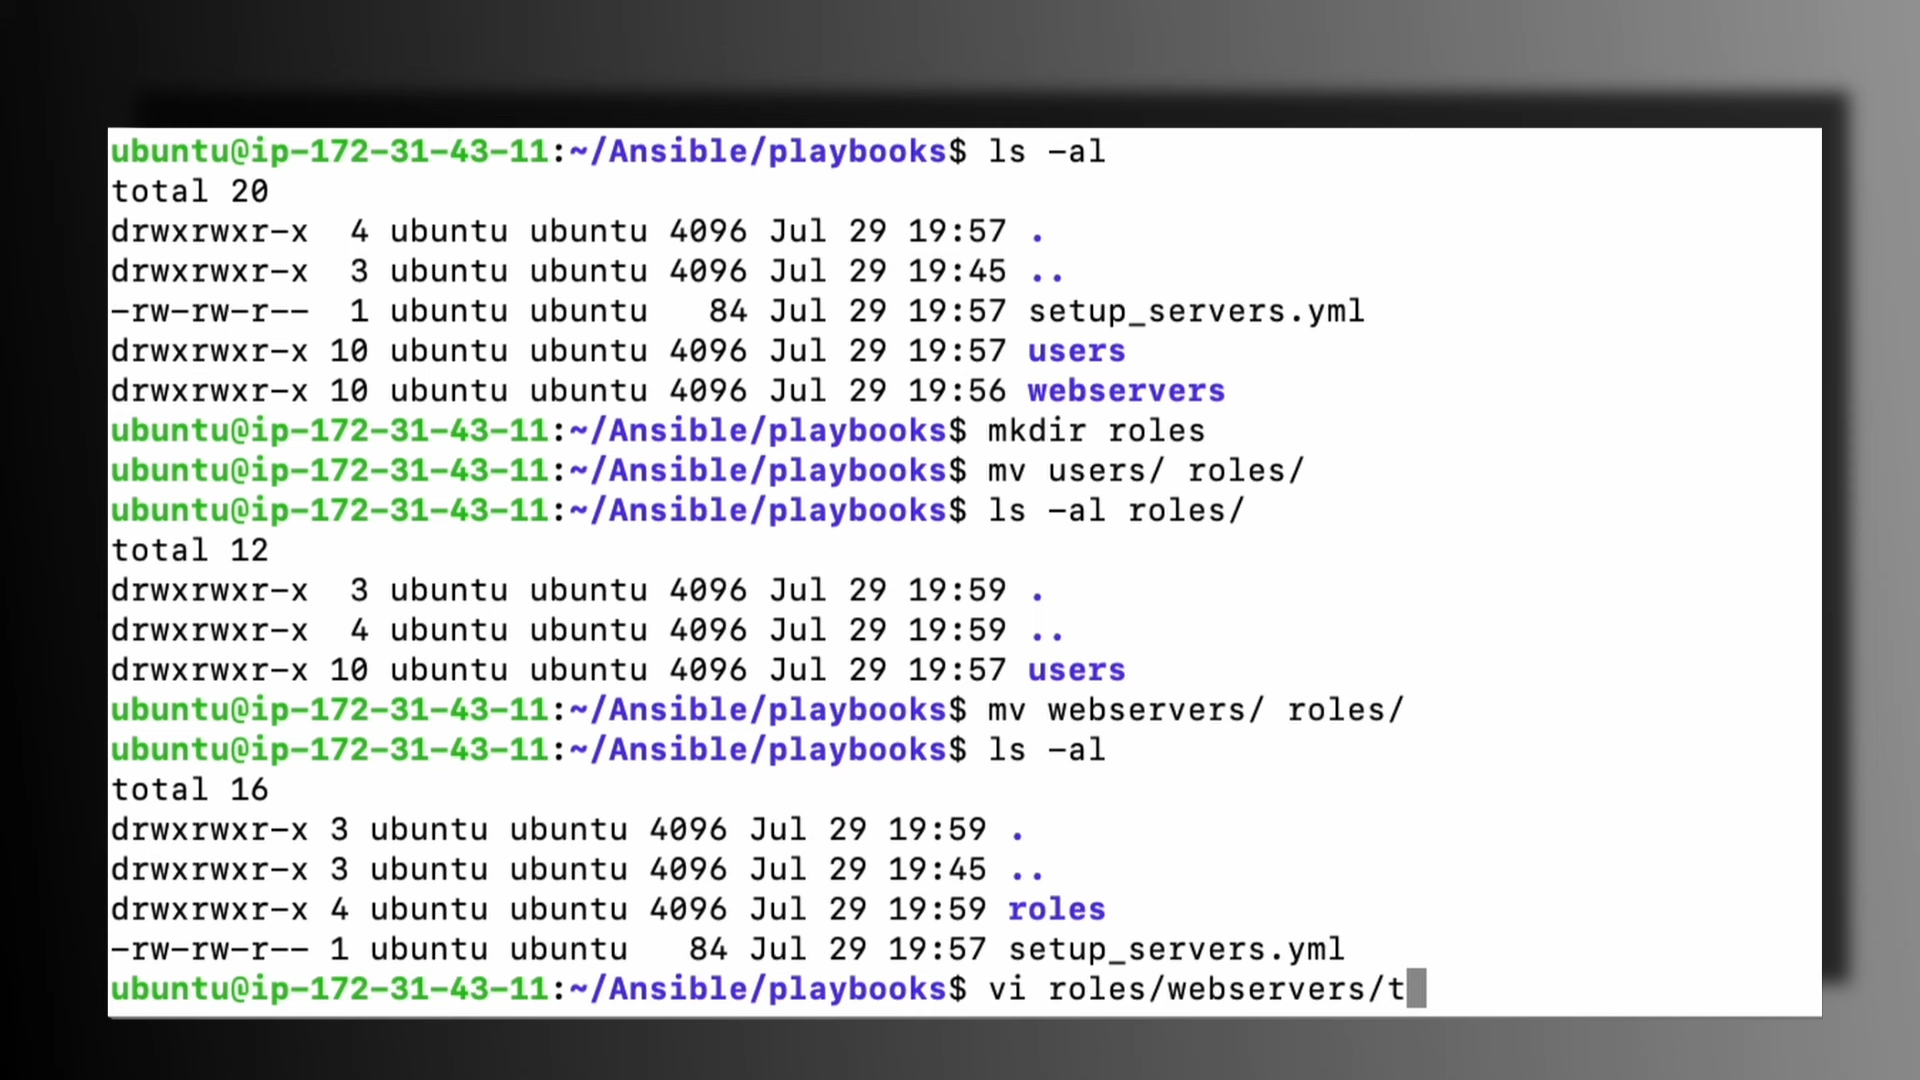 ubuntu@ip-172-31-43-11:~/Ansible/playbooks$ ls -al
total 20
drwxrwxr-x  4 ubuntu ubuntu 4096 Jul 29 19:57 .
drwxrwxr-x  3 ubuntu ubuntu 4096 Jul 29 19:45 ..
-rw-rw-r--  1 ubuntu ubuntu   84 Jul 29 19:57 setup_servers.yml
drwxrwxr-x 10 ubuntu ubuntu 4096 Jul 29 19:57 users
drwxrwxr-x 10 ubuntu ubuntu 4096 Jul 29 19:56 webservers
ubuntu@ip-172-31-43-11:~/Ansible/playbooks$ mkdir roles
ubuntu@ip-172-31-43-11:~/Ansible/playbooks$ mv users/ roles/
ubuntu@ip-172-31-43-11:~/Ansible/playbooks$ ls -al roles/
total 12
drwxrwxr-x  3 ubuntu ubuntu 4096 Jul 29 19:59 .
drwxrwxr-x  4 ubuntu ubuntu 4096 Jul 29 19:59 ..
drwxrwxr-x 10 ubuntu ubuntu 4096 Jul 29 19:57 users
ubuntu@ip-172-31-43-11:~/Ansible/playbooks$ mv webservers/ roles/
ubuntu@ip-172-31-43-11:~/Ansible/playbooks$ ls -al
total 16
drwxrwxr-x 3 ubuntu ubuntu 4096 Jul 29 19:59 .
drwxrwxr-x 3 ubuntu ubuntu 4096 Jul 29 19:45 ..
drwxrwxr-x 4 ubuntu ubuntu 4096 Jul 29 19:59 roles
-rw-rw-r-- 1 ubuntu ubuntu   84 Jul 29 19:57 setup_servers.yml
ubuntu@ip-172-31-43-11:~/Ansible/playbooks$ vi roles/webservers/t